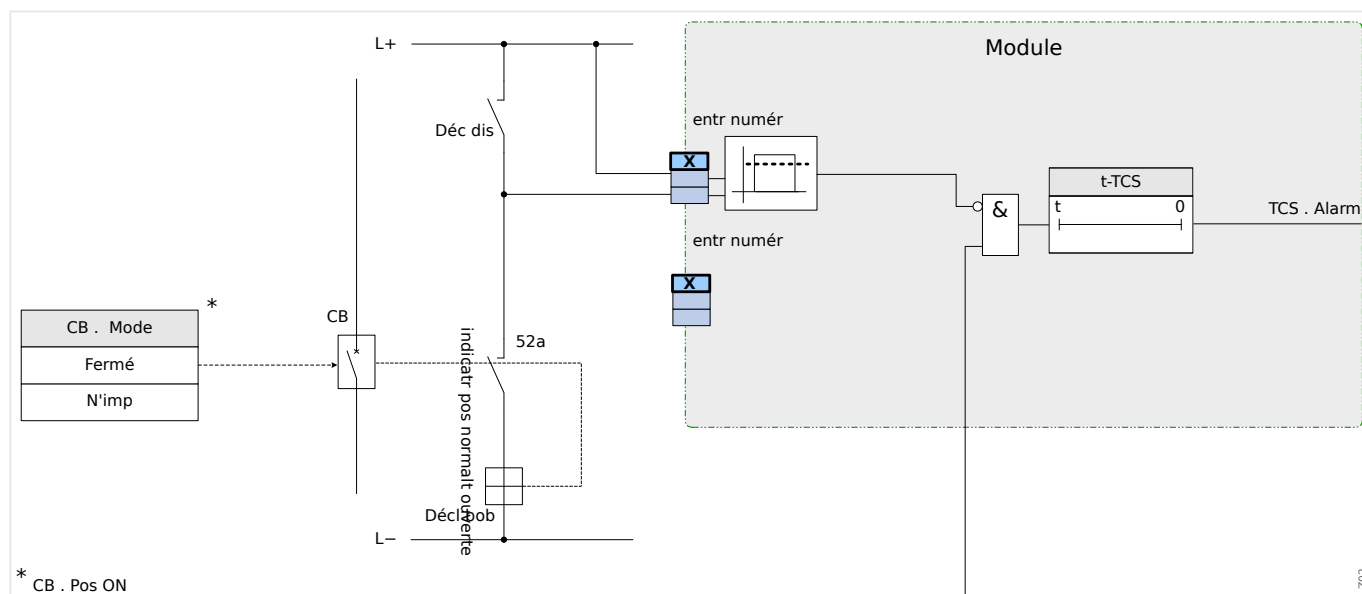 Module
L+
entr numér
Déc dis
X
t-TCS
t 0
&
TCS . Alarm
entr numér
X
*
CB . Mode
Fermé
N'imp
CB
52a
indicatr pos normalt ouverte
Décl bob
L−
* CB . Pos ON